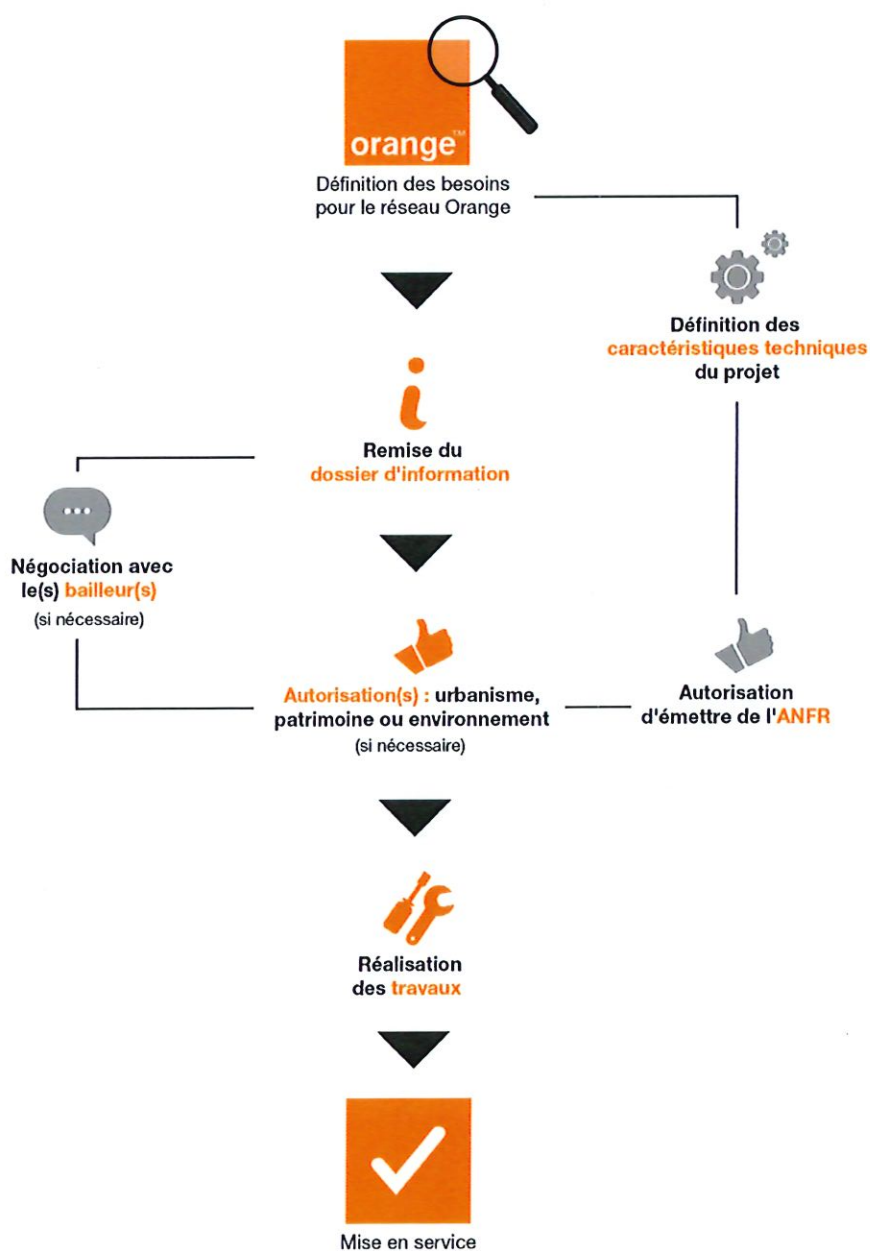 orange™
Définition des besoins
pour le réseau Orange
Définition des
caractéristiques techniques
du projet
Remise du
dossier d'information
Négociation avec
le(s) bailleur(s)
(si nécessaire)
Autorisation(s) : urbanisme,
patrimoine ou environnement
(si nécessaire)
Autorisation
d'émettre de l'ANFR
Réalisation
des travaux
Mise en service